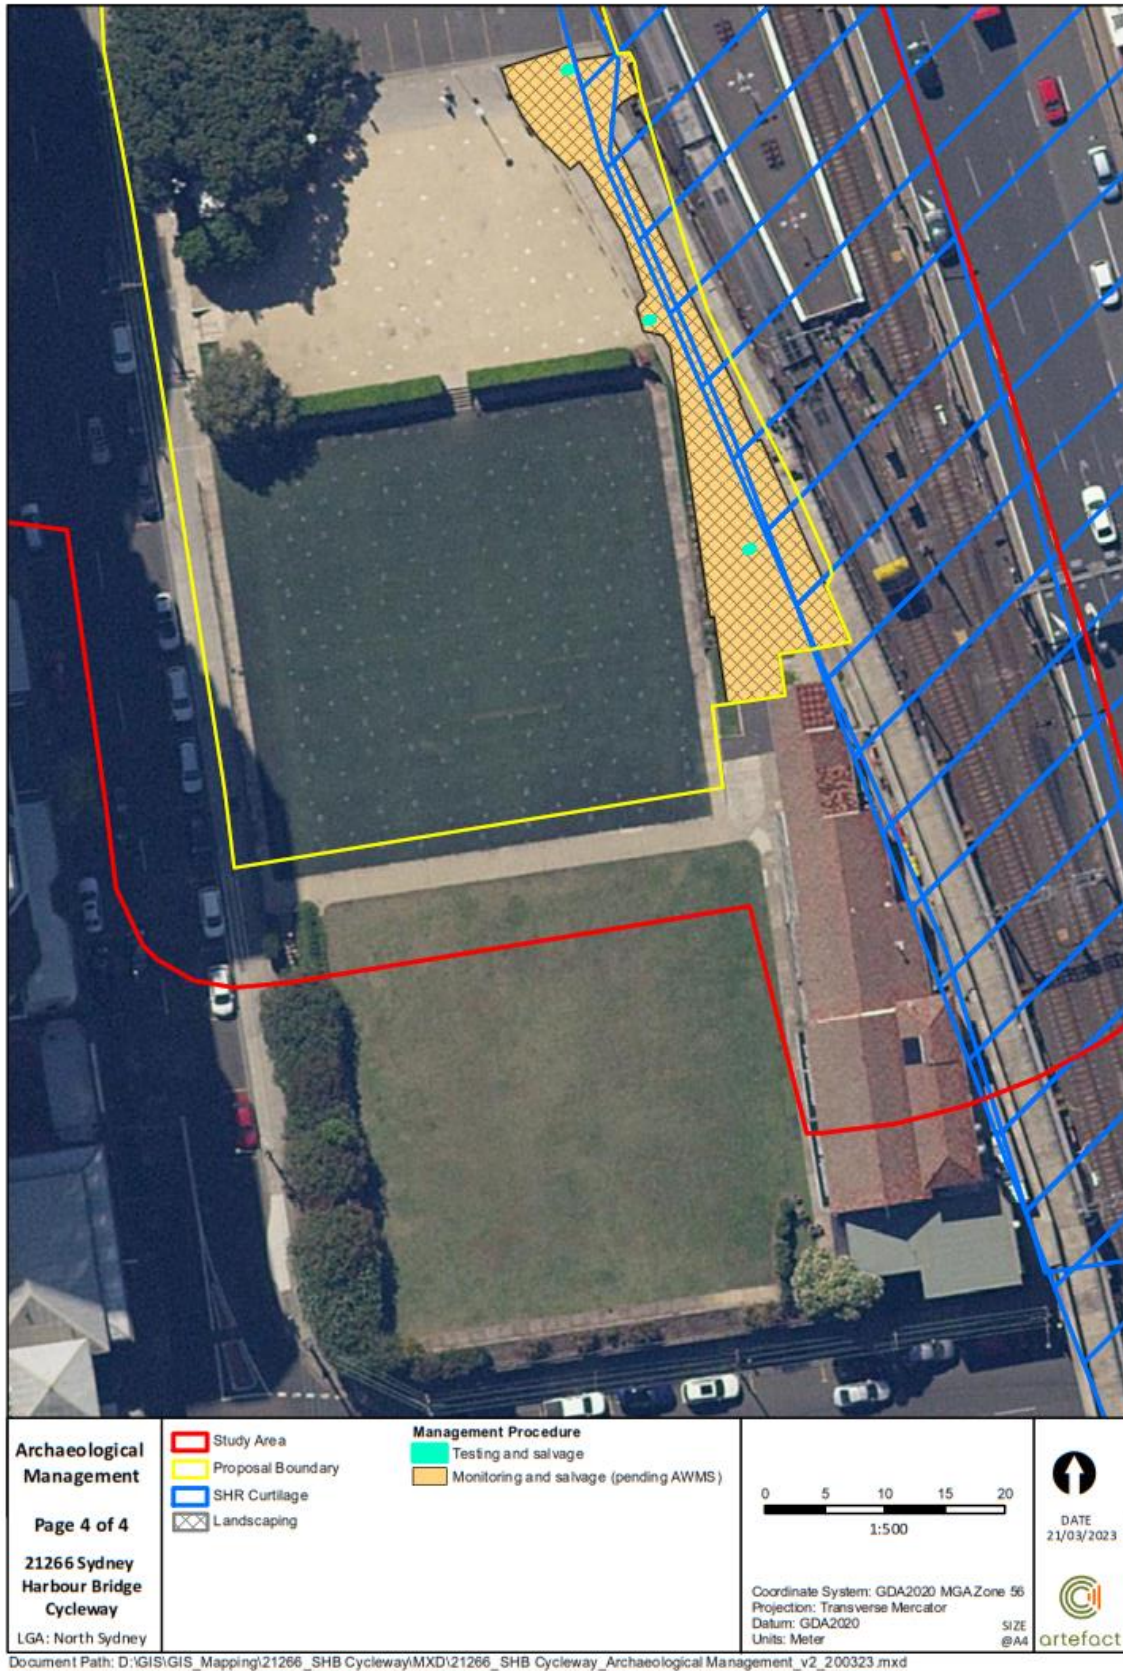 Archaeological
Management
Page 4 of 4
21266 Sydney
Harbour Bridge
Cycleway
LGA: North Sydney
Study Area
Proposal Boundary
SHR Curtilage
Landscaping
Management Procedure
Testing and salvage
Monitoring and salvage (pending AWMS)
0 5 10 15 20
1:500
Coordinate System: GDA2020 MGA Zone 56
Projection: Transverse Mercator
Datum: GDA2020
Units: Meter
DATE
21/03/2023
SIZE
@A4
artefact
Document Path: D:\GIS\GIS_Mapping\21266_SHB Cycleway\MXD\21266_SHB Cycleway_Archaeological Management_v2_200323.mxd